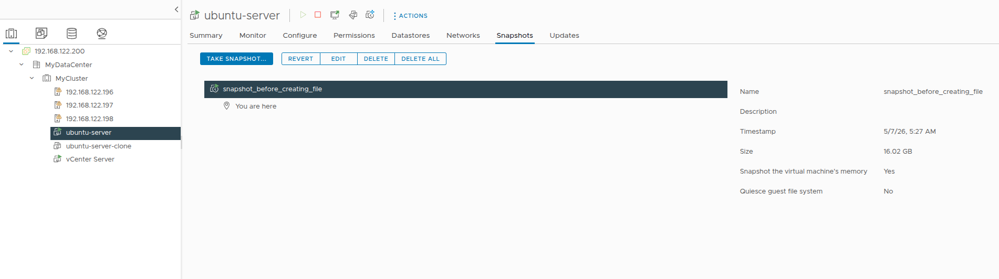 ubuntu-server
ACTIONS
Summary Monitor Configure Permissions Datastores Networks Snapshots Updates
192.168.122.200
MyDataCenter
MyCluster
192.168.122.196
192.168.122.197
192.168.122.198
ubuntu-server
ubuntu-server-clone
vCenter Server
TAKE SNAPSHOT... REVERT EDIT DELETE DELETE ALL
snapshot_before_creating_file
You are here
Name snapshot_before_creating_file
Description
Timestamp 5/7/26, 5:27 AM
Size 16.02 GB
Snapshot the virtual machine's memory Yes
Quiesce guest file system No